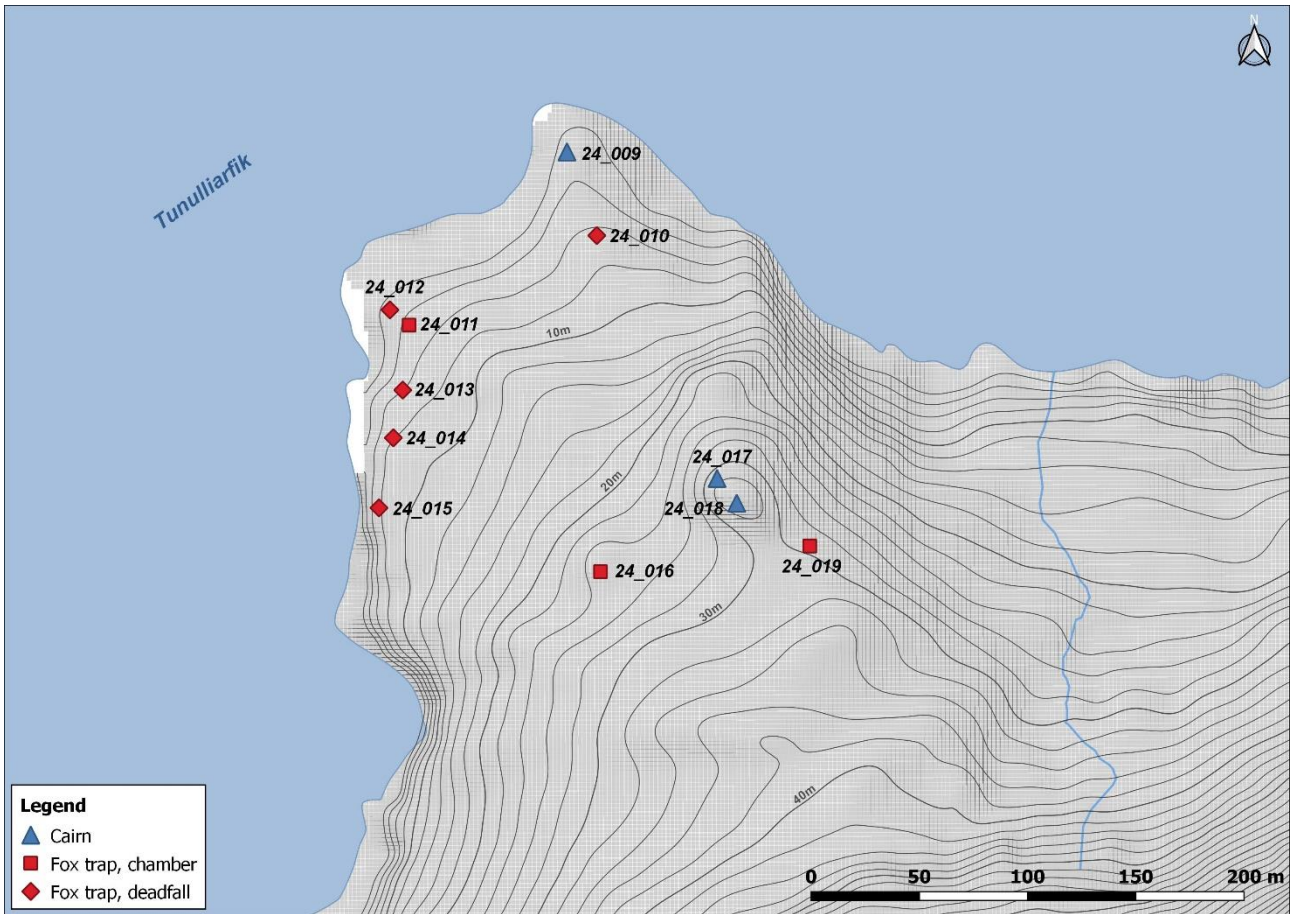 N
24_009
Tunulliarfik
24_010
24_012
24_011
10m
24_013
24_014
24_017
20m
24_018
24_015
24_019
24_016
30m
40m
Legend
Cairn
Fox trap, chamber
Fox trap, deadfall
0 50 100 150 200 m